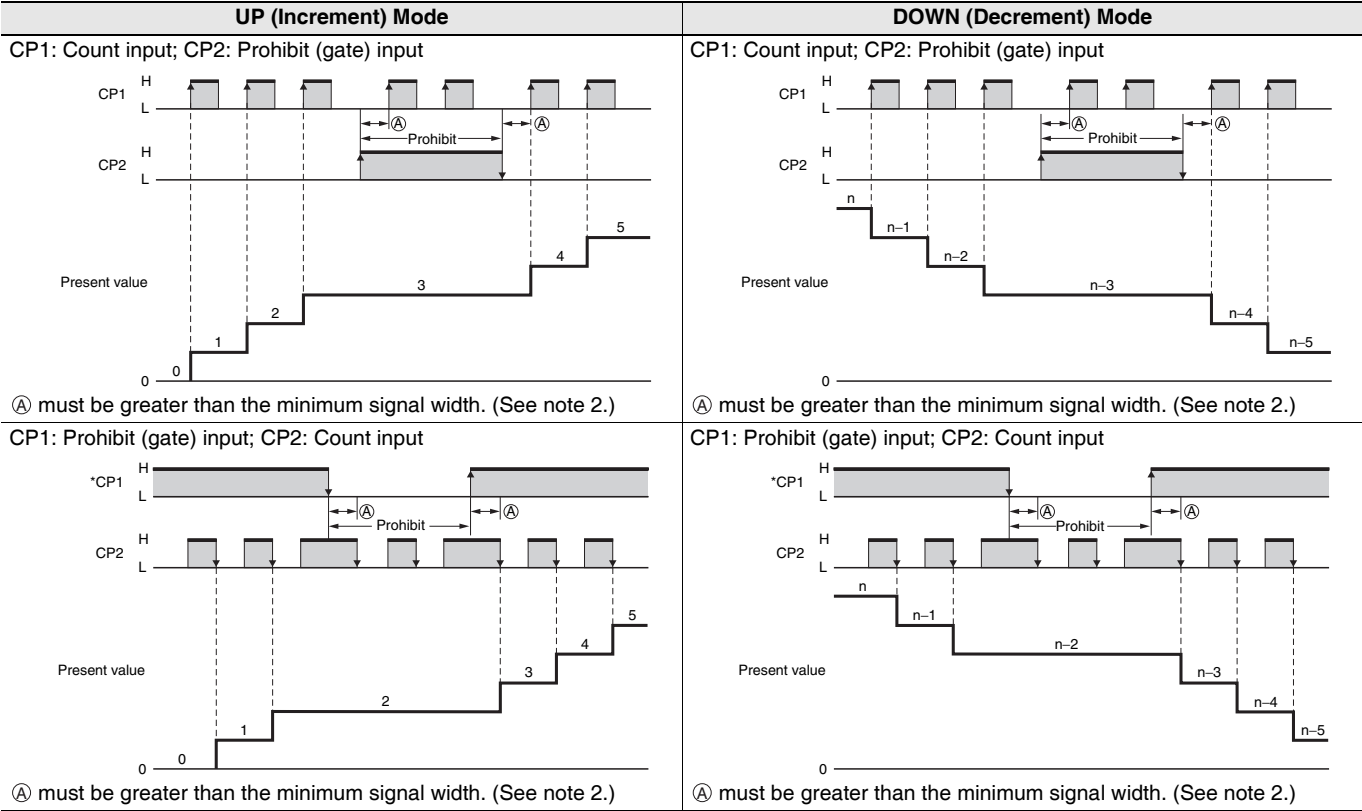 UP (Increment) Mode
DOWN (Decrement) Mode
CP1: Count input; CP2: Prohibit (gate) input
CP1
H
L
Ⓐ
Ⓐ
Prohibit
CP2
H
L
Present value
0
0
1
2
3
4
5
Ⓐ must be greater than the minimum signal width. (See note 2.)
CP1: Count input; CP2: Prohibit (gate) input
CP1
H
L
Ⓐ
Ⓐ
Prohibit
CP2
H
L
n
n–1
n–2
n–3
n–4
n–5
Present value
0
Ⓐ must be greater than the minimum signal width. (See note 2.)
CP1: Prohibit (gate) input; CP2: Count input
*CP1
H
L
Ⓐ
Ⓐ
Prohibit
CP2
H
L
Present value
0
0
1
2
3
4
5
Ⓐ must be greater than the minimum signal width. (See note 2.)
CP1: Prohibit (gate) input; CP2: Count input
*CP1
H
L
Ⓐ
Ⓐ
Prohibit
CP2
H
L
n
n–1
n–2
n–3
n–4
n–5
Present value
0
Ⓐ must be greater than the minimum signal width. (See note 2.)